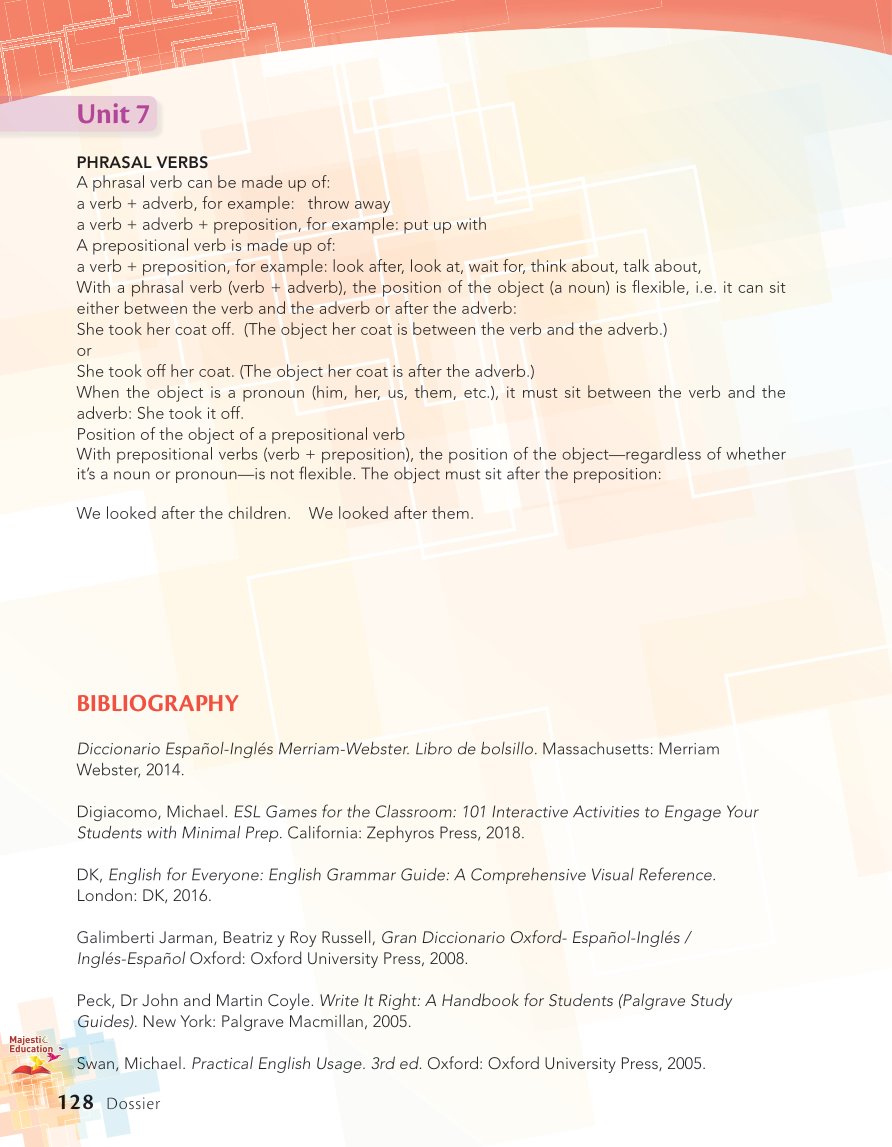 Unit 7
PHRASAL VERBS
A phrasal verb can be made up of:
a verb + adverb, for example:   throw away
a verb + adverb + preposition, for example: put up with
A prepositional verb is made up of:
a verb + preposition, for example: look after, look at, wait for, think about, talk about,
With a phrasal verb (verb + adverb), the position of the object (a noun) is flexible, i.e. it can sit
either between the verb and the adverb or after the adverb:
She took her coat off.  (The object her coat is between the verb and the adverb.)
or
She took off her coat. (The object her coat is after the adverb.)
When the object is a pronoun (him, her, us, them, etc.), it must sit between the verb and the
adverb: She took it off.
Position of the object of a prepositional verb
With prepositional verbs (verb + preposition), the position of the object—regardless of whether
it’s a noun or pronoun—is not flexible. The object must sit after the preposition:
We looked after the children.    We looked after them.
BIBLIOGRAPHY
Diccionario Español-Inglés Merriam-Webster. Libro de bolsillo. Massachusetts: Merriam
Webster, 2014.
Digiacomo, Michael. ESL Games for the Classroom: 101 Interactive Activities to Engage Your
Students with Minimal Prep. California: Zephyros Press, 2018.
DK, English for Everyone: English Grammar Guide: A Comprehensive Visual Reference.
London: DK, 2016.
Galimberti Jarman, Beatriz y Roy Russell, Gran Diccionario Oxford- Español-Inglés /
Inglés-Español Oxford: Oxford University Press, 2008.
Peck, Dr John and Martin Coyle. Write It Right: A Handbook for Students (Palgrave Study
Guides). New York: Palgrave Macmillan, 2005.
Swan, Michael. Practical English Usage. 3rd ed. Oxford: Oxford University Press, 2005.
Majestic
Education
128 Dossier